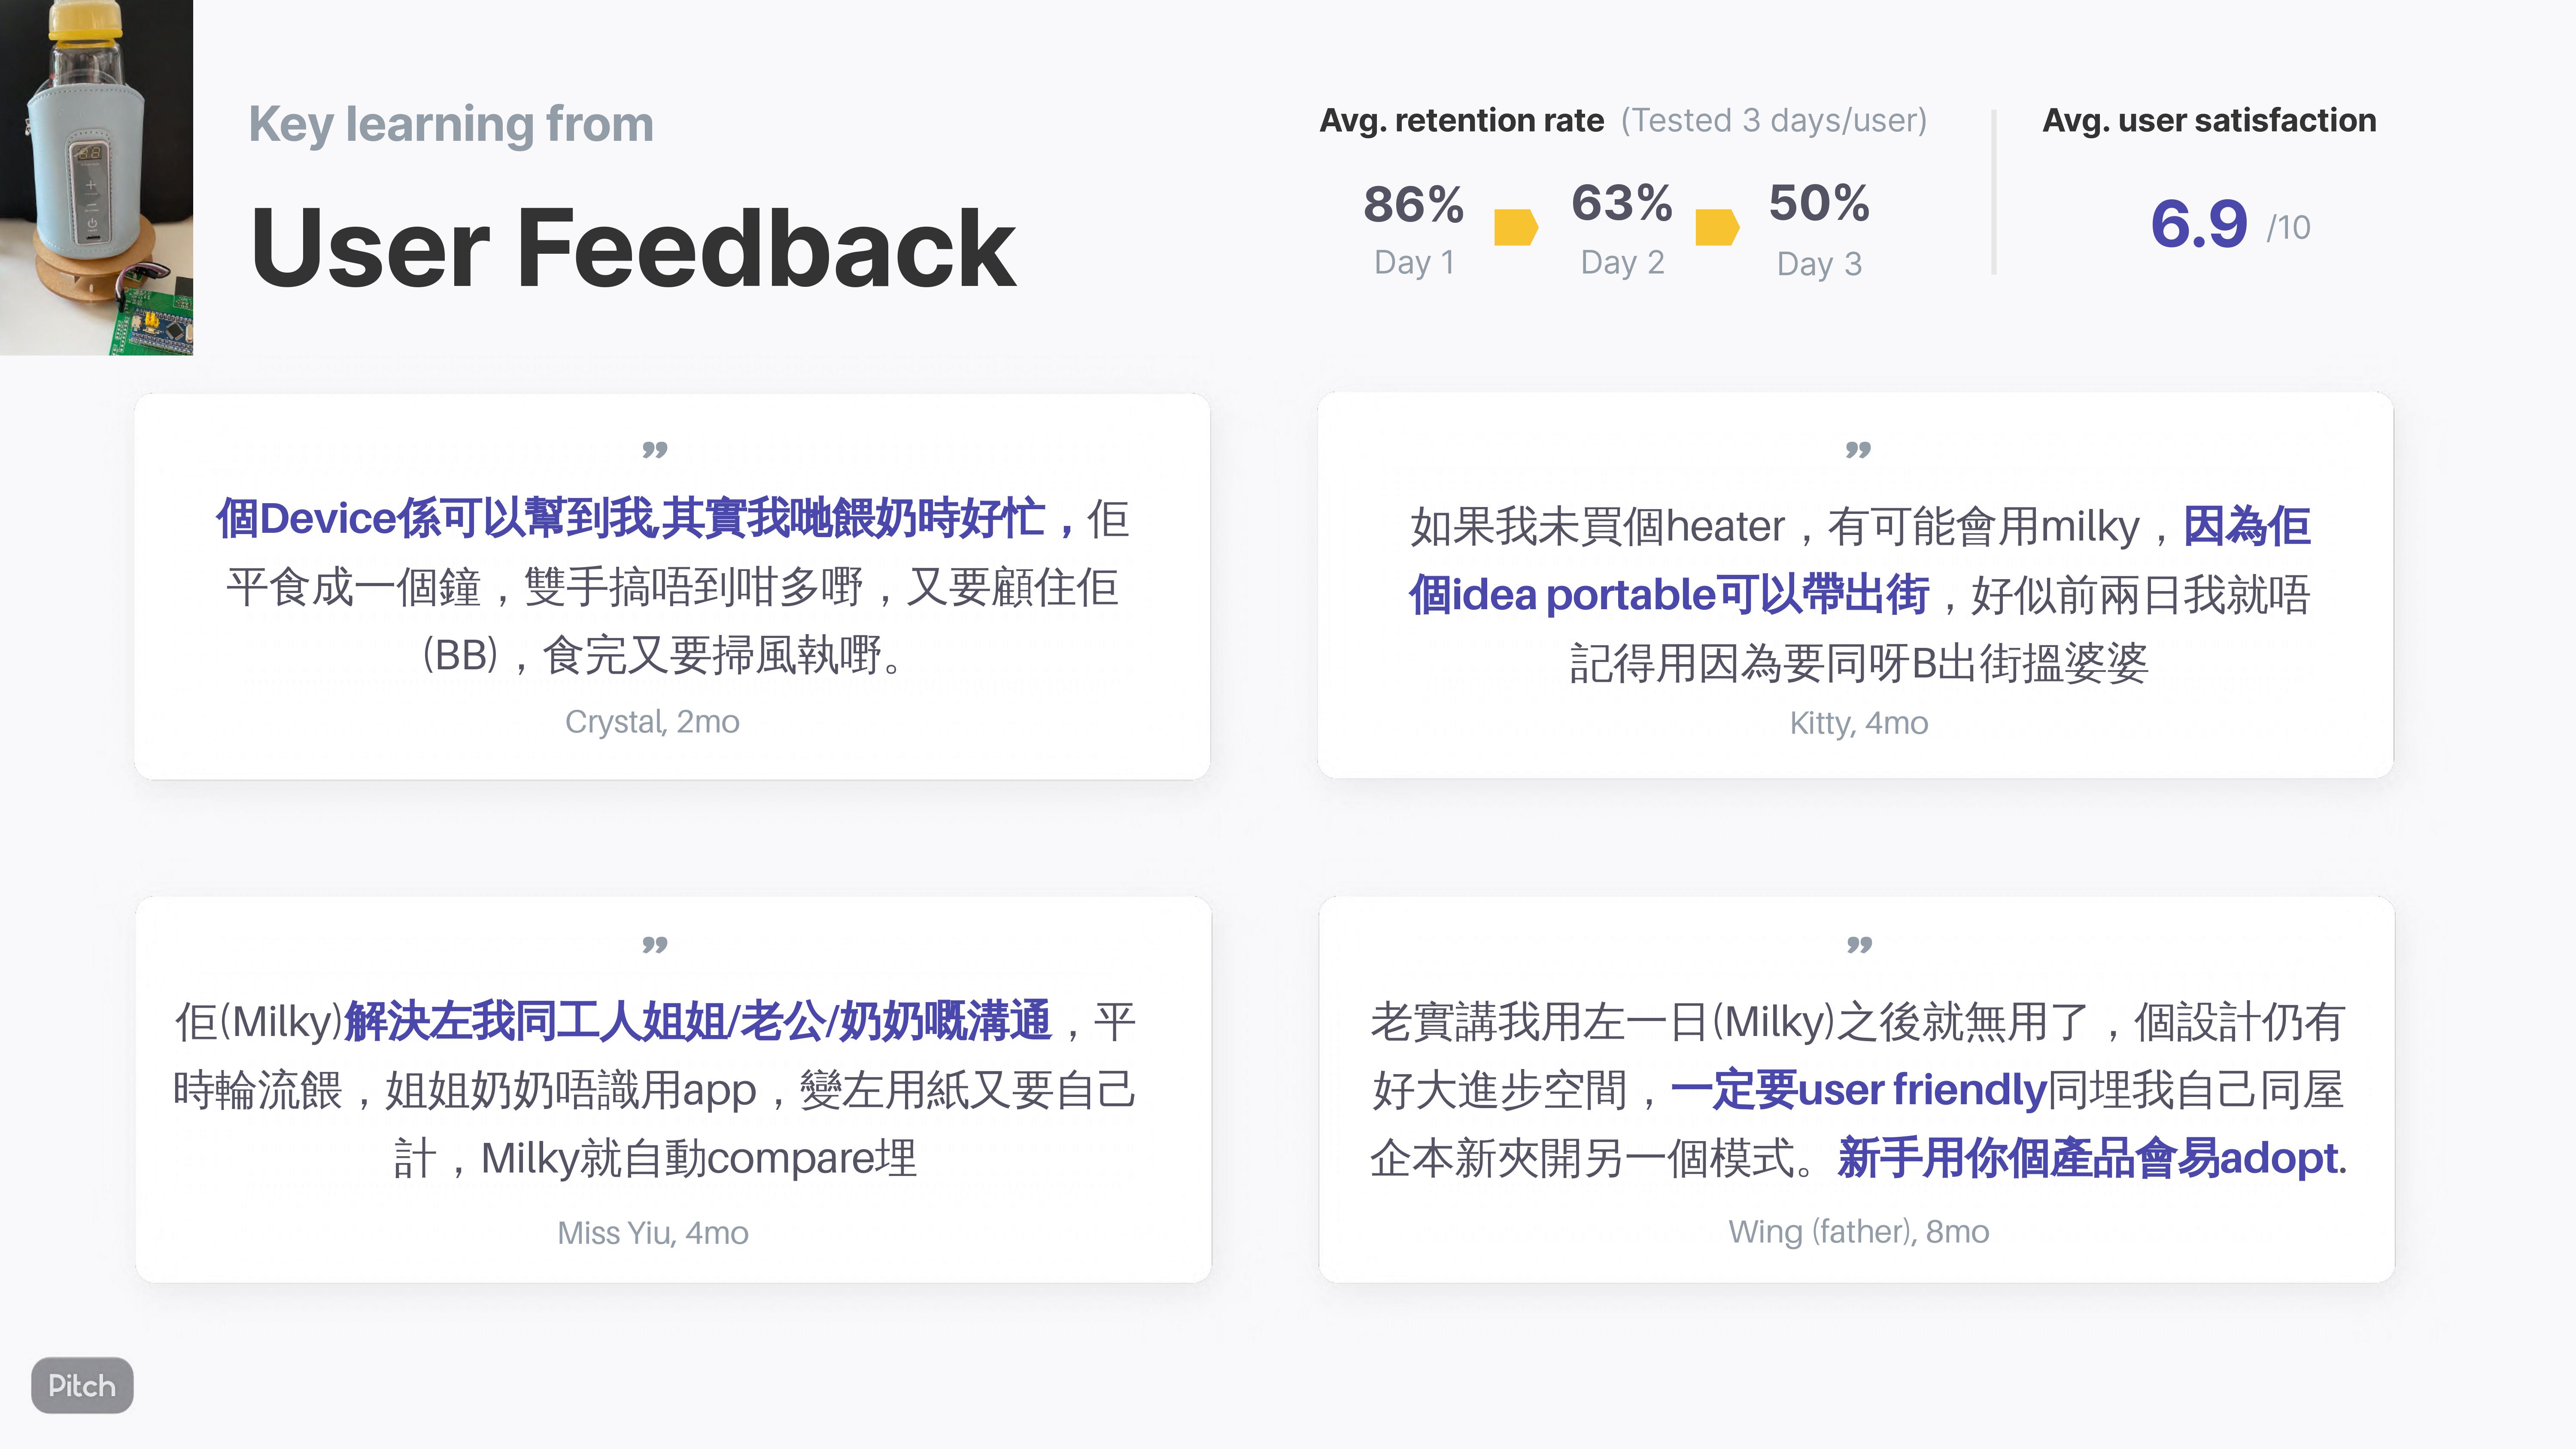 Key learning from
User Feedback
Avg. retention rate (Tested 3 days/user)
86%
Day 1
63%
Day 2
50%
Day 3
Avg. user satisfaction
6.9 /10
”
個Device係可以幫到我,其實我哋餵奶時好忙，佢
平食成一個鐘，雙手搞唔到咁多嘢，又要顧住佢
(BB)，食完又要掃風執嘢。
Crystal, 2mo
”
如果我未買個heater，有可能會用milky，因為佢
個idea portable可以帶出街，好似前兩日我就唔
記得用因為要同呀B出街搵婆婆
Kitty, 4mo
”
佢(Milky)解決左我同工人姐姐/老公/奶奶嘅溝通，平
時輪流餵，姐姐奶奶唔識用app，變左用紙又要自己
計，Milky就自動compare埋
Miss Yiu, 4mo
”
老實講我用左一日(Milky)之後就無用了，個設計仍有
好大進步空間，一定要user friendly同埋我自己同屋
企本新夾開另一個模式。新手用你個產品會易adopt.
Wing (father), 8mo
Pitch